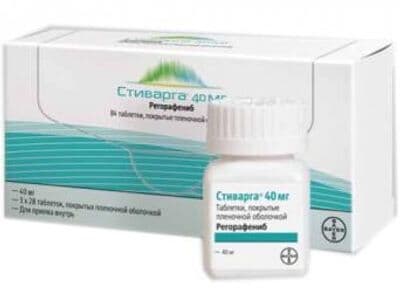 Стиварга® 40 мг
Регорафениб
84 таблетки, покрытые пленочной
40 мг
3 x 28 таблеток, покрытых пленочной оболочкой
Для приема внутрь
Стиварга® 40 мг
Таблетки, покрытые
пленочной оболочкой
Регорафениб
40 мг
BAYER